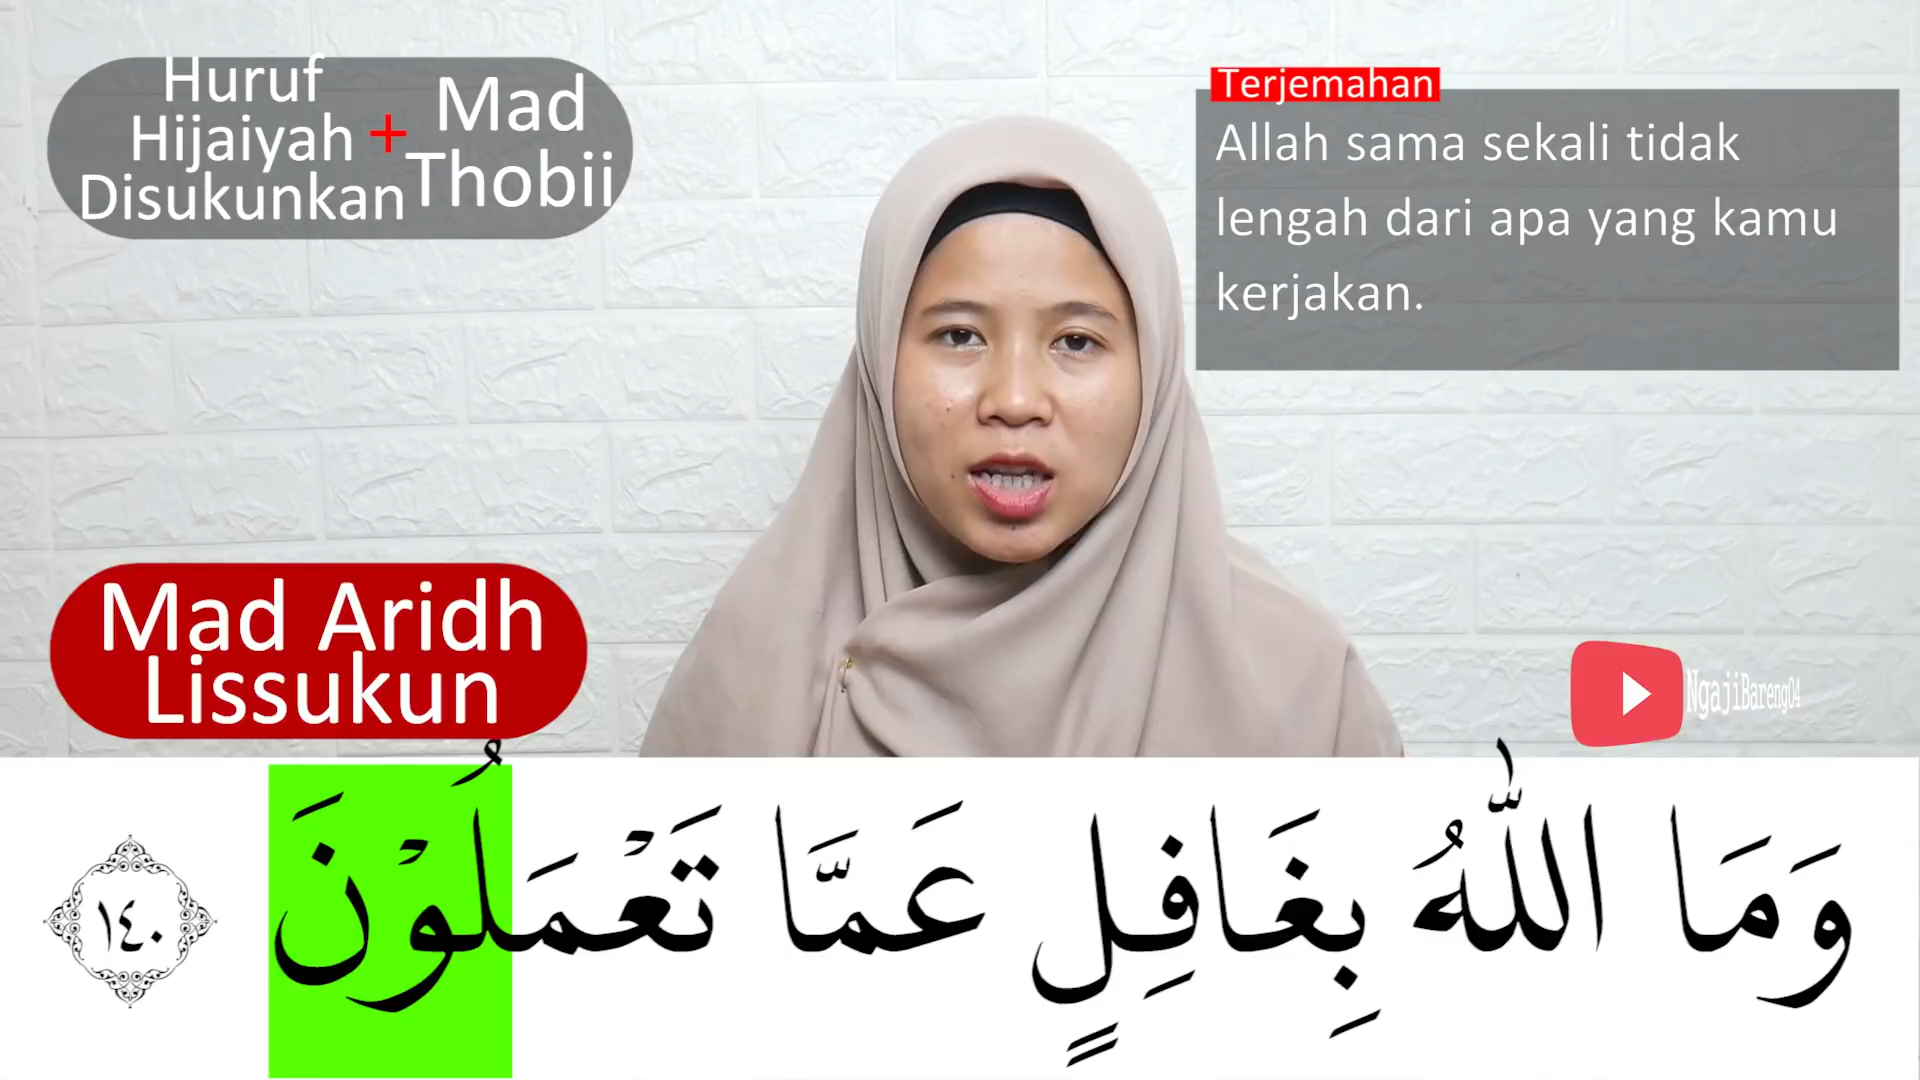 Huruf
Hijaiyah
Disukunkan
+
Mad
Thobii
Terjemahan
Allah sama sekali tidak
lengah dari apa yang kamu
kerjakan.
Mad Aridh
Lissukun
NgajiBareng04
وَمَا اللّٰهُ بِغَافِلٍ عَمَّا تَعْمَلُوْنَ ١٤٠